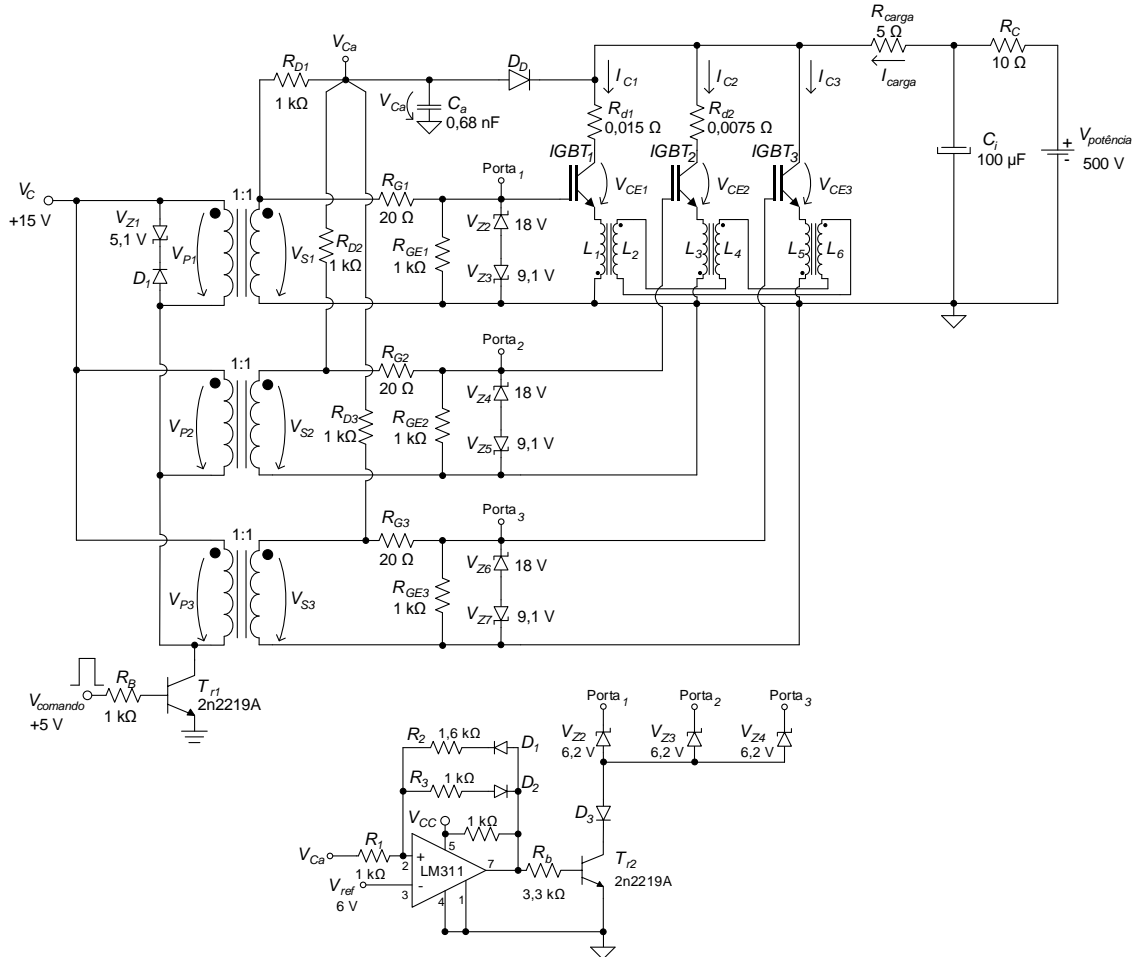 R_carga
5 Ω
I_carga
R_C
10 Ω
V_Ca
R_D1
1 kΩ
V_Ca
C_a
0,68 nF
D_D
I_C1
I_C2
I_C3
R_d1
0,015 Ω
R_d2
0,0075 Ω
IGBT_1
IGBT_2
IGBT_3
C_i
100 µF
V_potência
+
-
500 V
V_CE1
V_CE2
V_CE3
V_C
+15 V
V_Z1
5,1 V
D_1
V_P1
1:1
V_S1
R_D2
1 kΩ
R_G1
20 Ω
R_GE1
1 kΩ
Porta_1
V_Z2
18 V
V_Z3
9,1 V
L_1
L_2
L_3
L_4
L_5
L_6
1:1
V_P2
V_S2
R_D3
1 kΩ
R_G2
20 Ω
R_GE2
1 kΩ
Porta_2
V_Z4
18 V
V_Z5
9,1 V
1:1
V_P3
V_S3
R_G3
20 Ω
R_GE3
1 kΩ
Porta_3
V_Z6
18 V
V_Z7
9,1 V
V_comando
+5 V
R_B
1 kΩ
T_r1
2n2219A
Porta_1
Porta_2
Porta_3
V_Z2
6,2 V
V_Z3
6,2 V
V_Z4
6,2 V
R_2
1,6 kΩ
D_1
R_3
1 kΩ
D_2
V_CC
1 kΩ
5
V_Ca
R_1
1 kΩ
2
+
LM311
7
V_ref
6 V
3
-
4
1
R_b
3,3 kΩ
D_3
T_r2
2n2219A